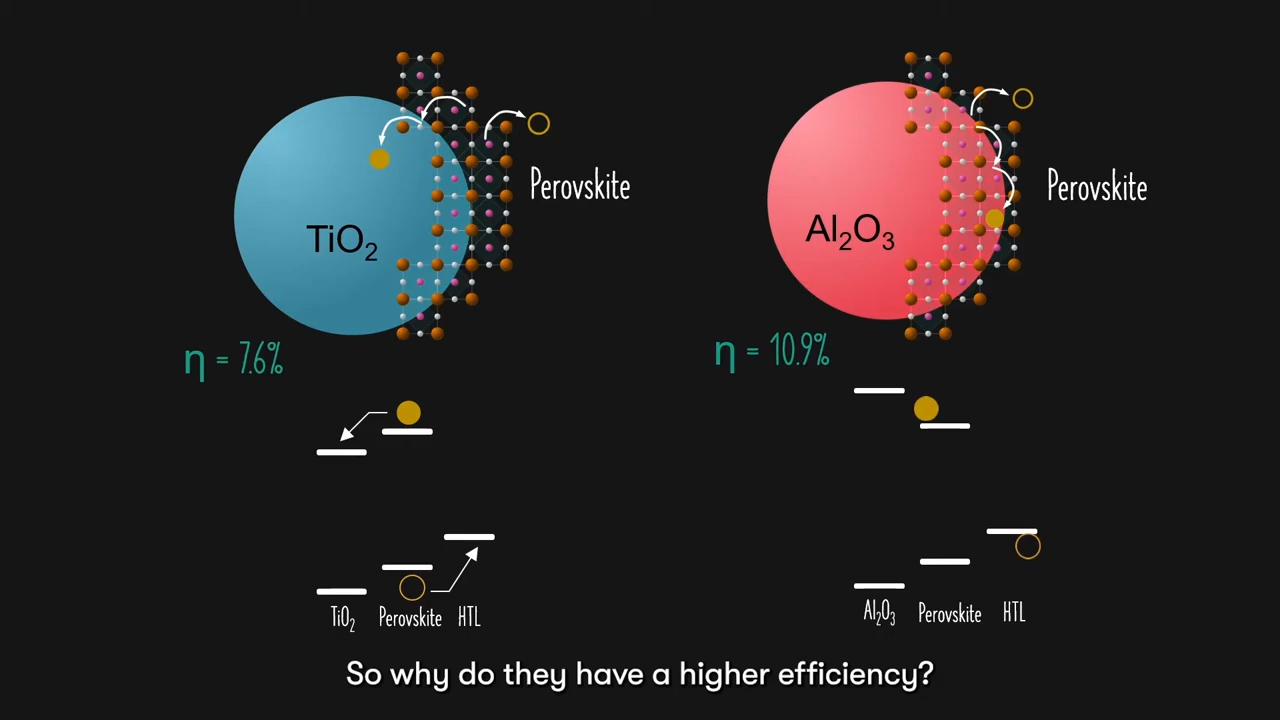 TiO₂
Perovskite
η = 7.6%
Al₂O₃
Perovskite
η = 10.9%
TiO₂ Perovskite HTL
Al₂O₃ Perovskite HTL
So why do they have a higher efficiency?